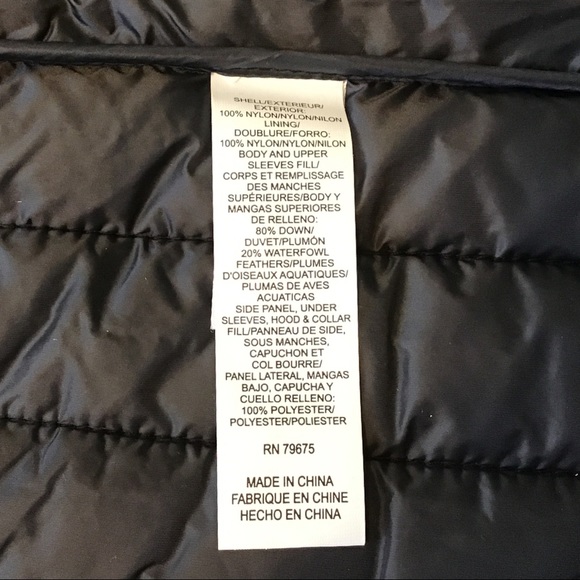 SHELL/EXTERIEUR/
EXTERIOR:
100% NYLON/NYLON/NILON
LINING/
DOUBLURE/FORRO:
100% NYLON/NYLON/NILON
BODY AND UPPER
SLEEVES FILL/
CORPS ET REMPLISSAGE
DES MANCHES
SUPÉRIEURES/BODY Y
MANGAS SUPERIORES
DE RELLENO:
80% DOWN/
DUVET/PLUMÓN
20% WATERFOWL
FEATHERS/PLUMES
D'OISEAUX AQUATIQUES/
PLUMAS DE AVES
ACUATICAS
SIDE PANEL, UNDER
SLEEVES, HOOD & COLLAR
FILL/PANNEAU DE SIDE,
SOUS MANCHES,
CAPUCHON ET
COL BOURRE/
PANEL LATERAL, MANGAS
BAJO, CAPUCHA Y
CUELLO RELLENO:
100% POLYESTER/
POLYESTER/POLIESTER
RN 79675
MADE IN CHINA
FABRIQUE EN CHINE
HECHO EN CHINA